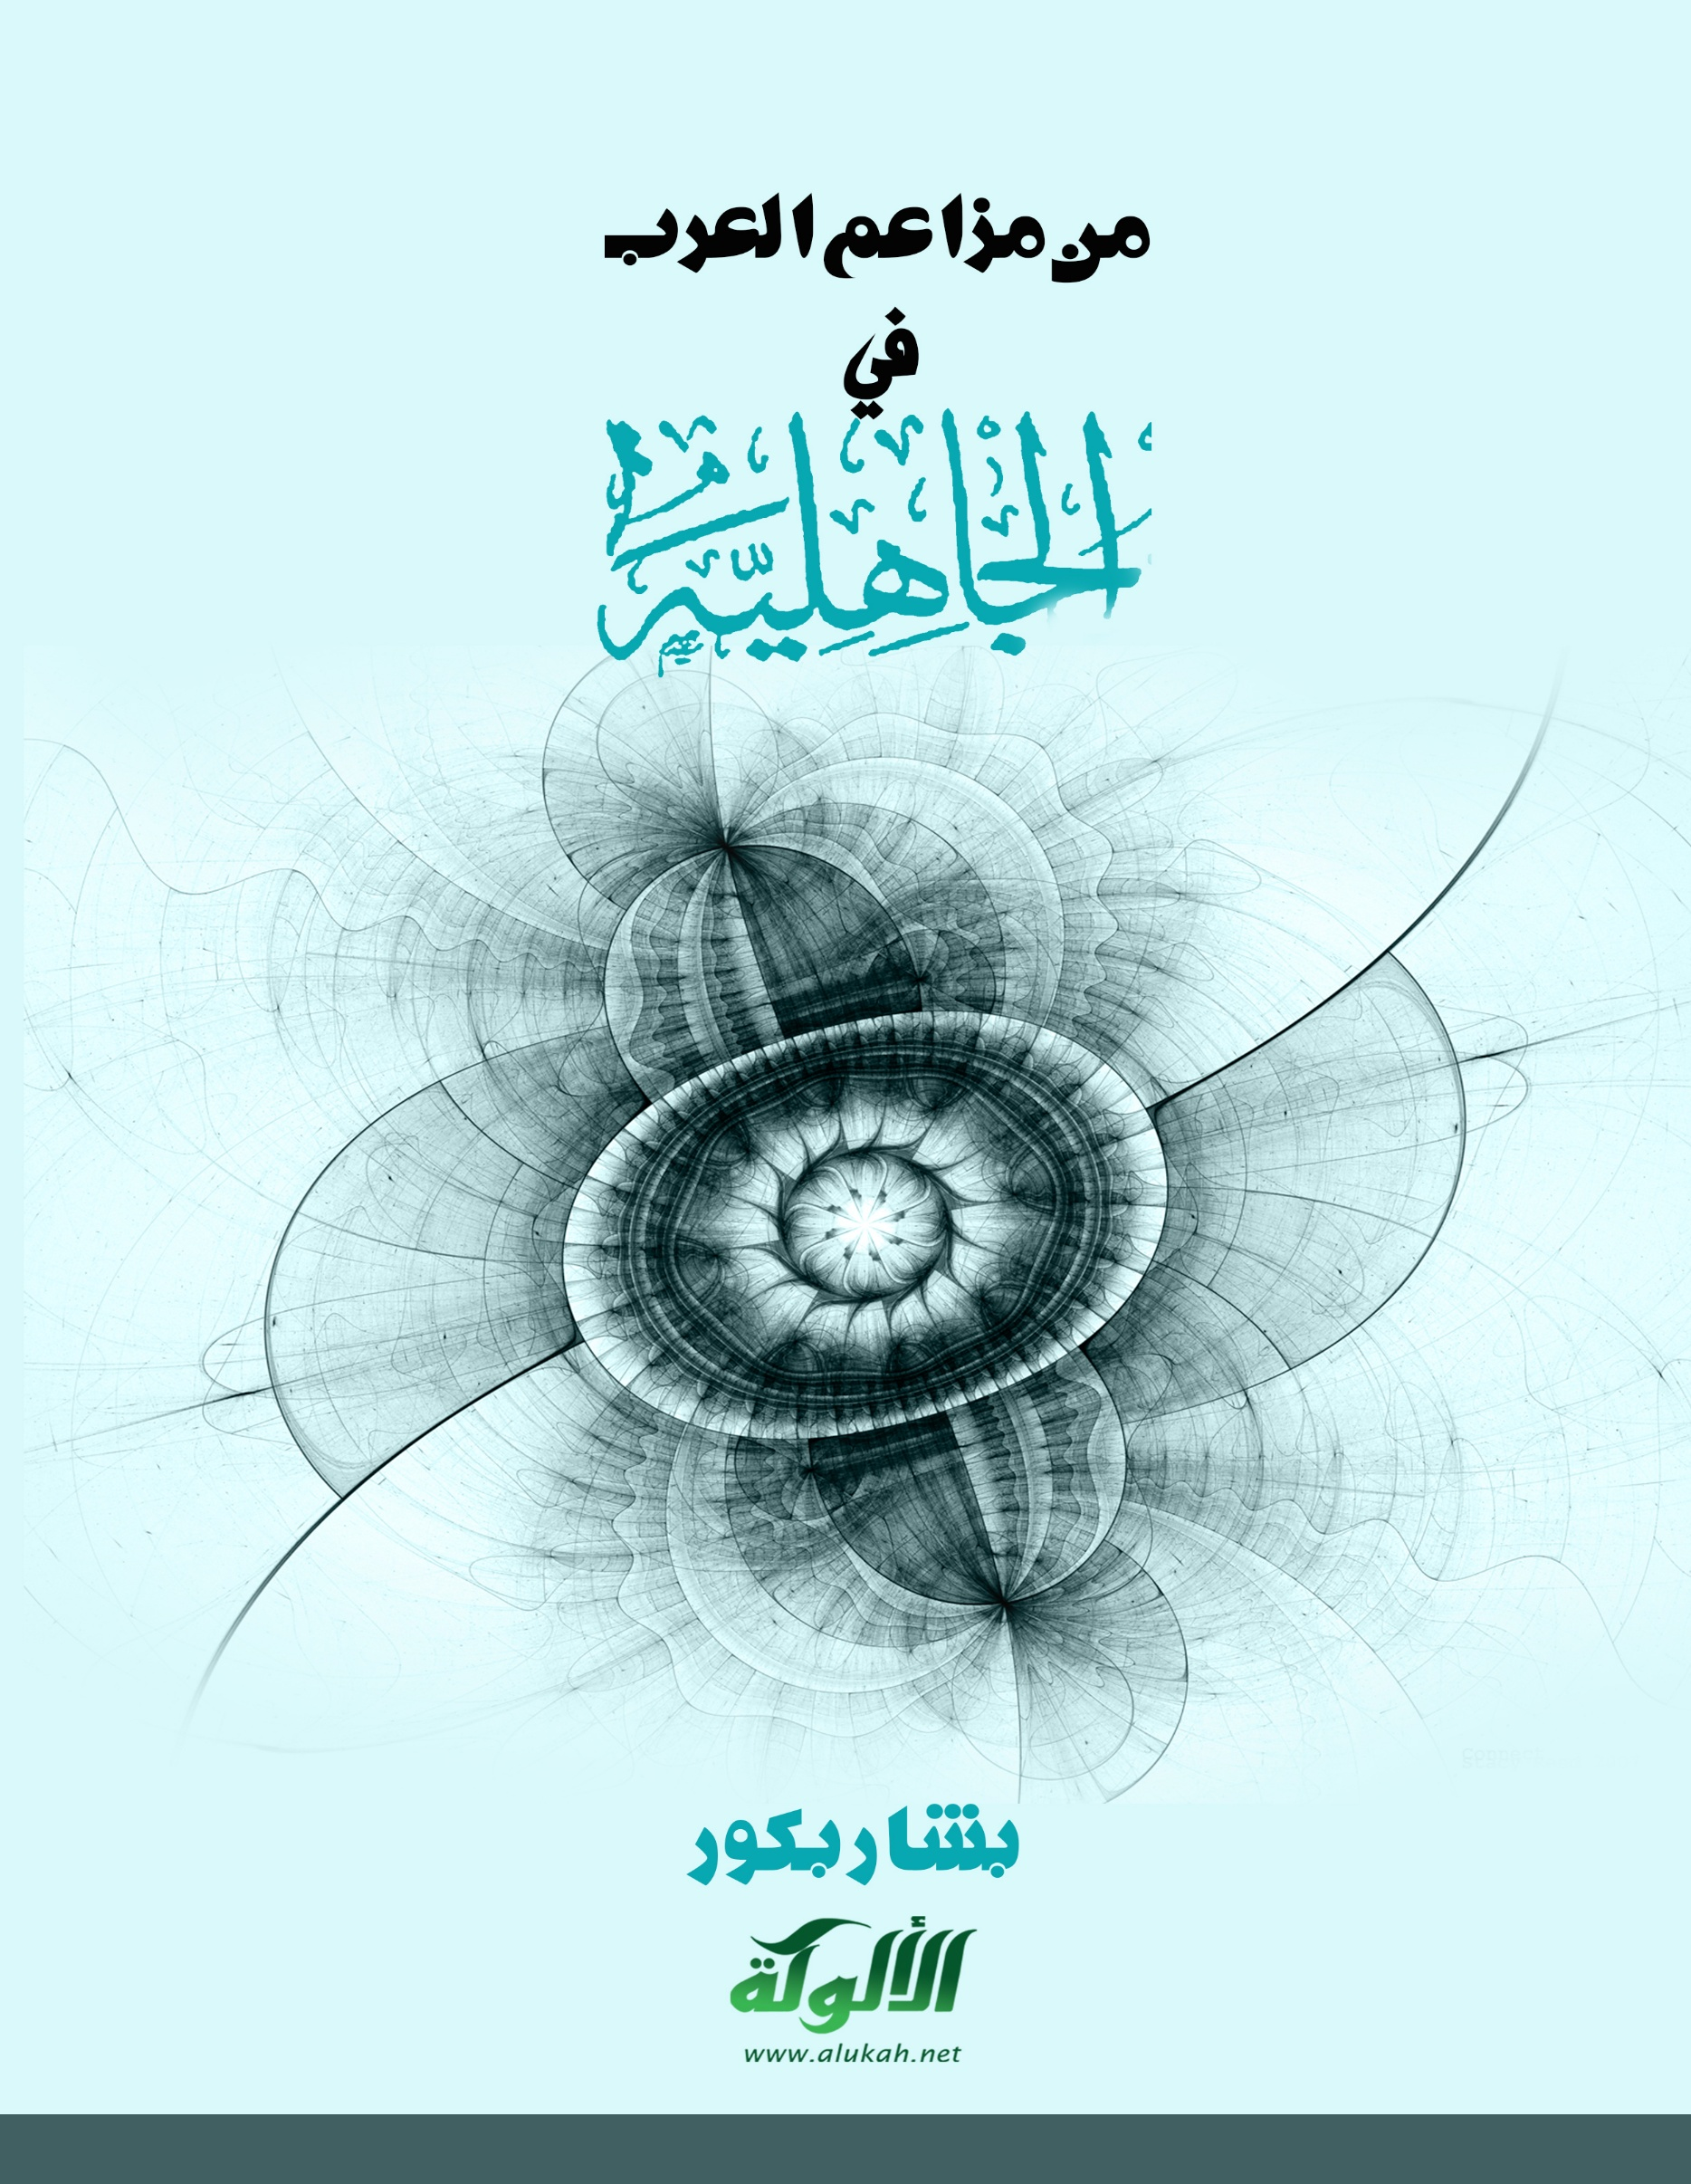 من مزاعم العرب
في
الجاهلية
بشار بكور
الألوكة
www.alukah.net